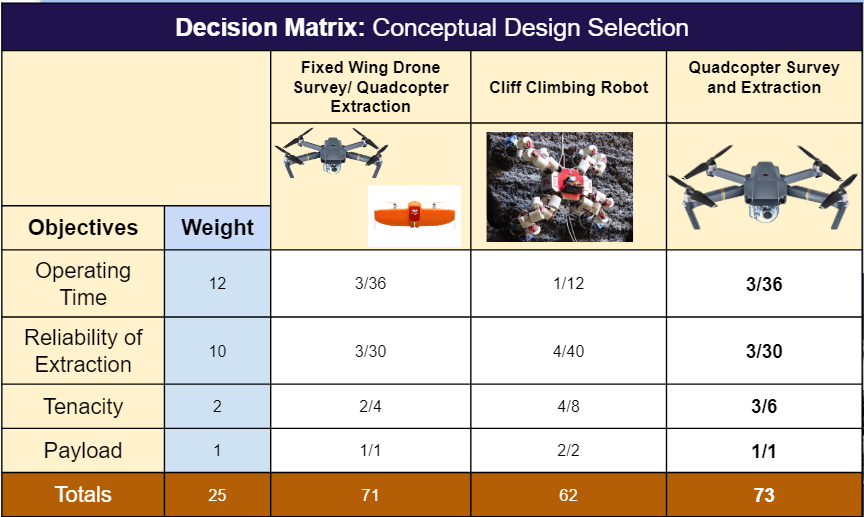 Decision Matrix: Conceptual Design Selection
Fixed Wing Drone
Survey/ Quadcopter
Extraction
Cliff Climbing Robot
Quadcopter Survey
and Extraction
Objectives
Weight
Operating
Time
12
3/36
1/12
3/36
Reliability of
Extraction
10
3/30
4/40
3/30
Tenacity
2
2/4
4/8
3/6
Payload
1
1/1
2/2
1/1
Totals
25
71
62
73